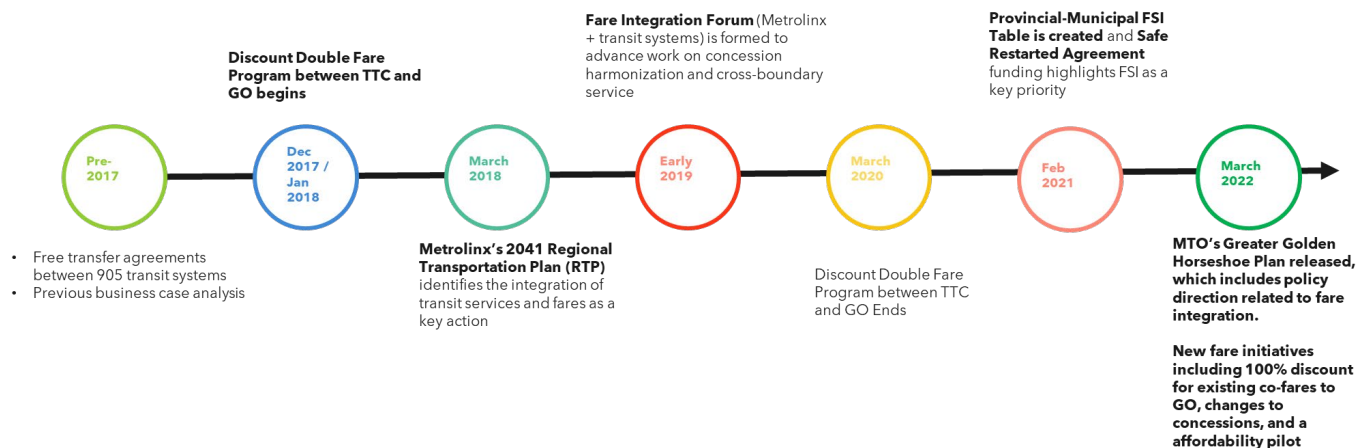 Pre-
2017
• Free transfer agreements
between 905 transit systems
• Previous business case analysis
Discount Double Fare
Program between TTC and
GO begins
Dec
2017 /
Jan
2018
March
2018
Metrolinx's 2041 Regional
Transportation Plan (RTP)
identifies the integration of
transit services and fares as a
key action
Fare Integration Forum (Metrolinx
+ transit systems) is formed to
advance work on concession
harmonization and cross-boundary
service
Early
2019
March
2020
Discount Double Fare
Program between TTC
and GO Ends
Provincial-Municipal FSI
Table is created and Safe
Restarted Agreement
funding highlights FSI as a
key priority
Feb
2021
March
2022
MTO's Greater Golden
Horseshoe Plan released,
which includes policy
direction related to fare
integration.
New fare initiatives
including 100% discount
for existing co-fares to
GO, changes to
concessions, and a
affordability pilot